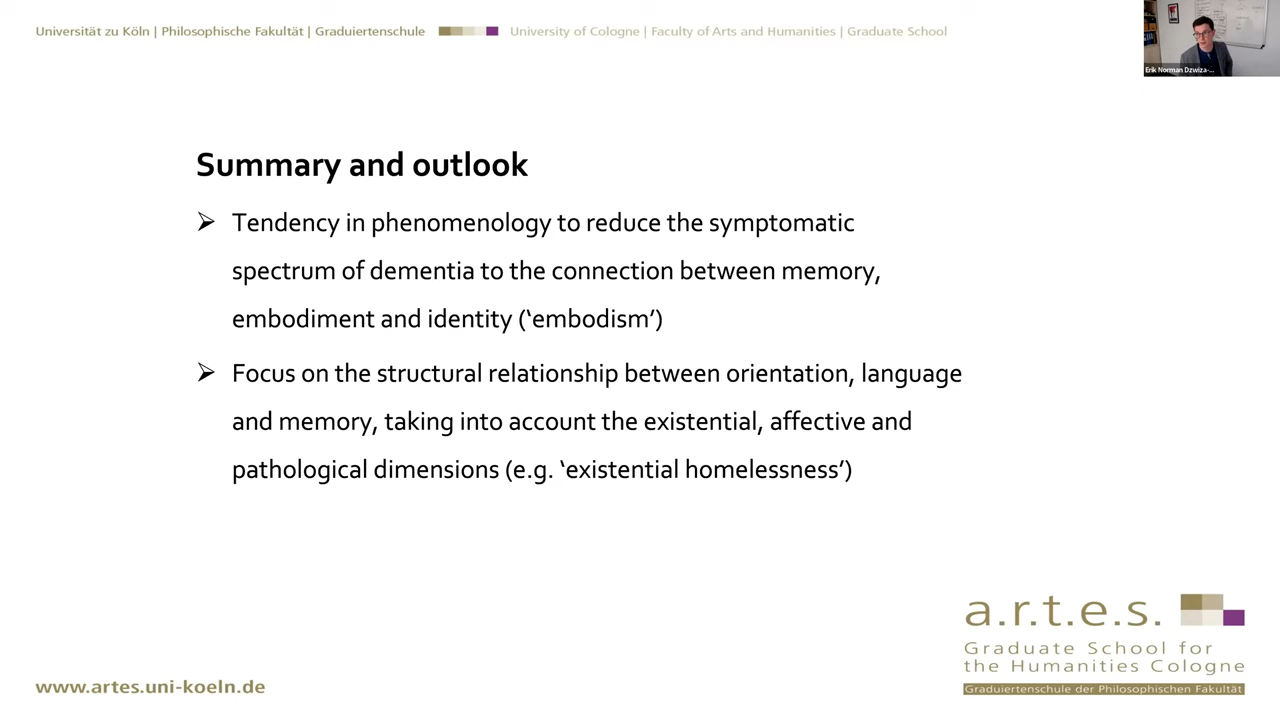 Universität zu Köln | Philosophische Fakultät | Graduiertenschule University of Cologne | Faculty of Arts and Humanities | Graduate School
Erik Norman Dzwiza-...
Summary and outlook
➢ Tendency in phenomenology to reduce the symptomatic
spectrum of dementia to the connection between memory,
embodiment and identity (‘embodism’)
➢ Focus on the structural relationship between orientation, language
and memory, taking into account the existential, affective and
pathological dimensions (e.g. ‘existential homelessness’)
a.r.t.e.s.
Graduate School for
the Humanities Cologne
Graduiertenschule der Philosophischen Fakultät
www.artes.uni-koeln.de